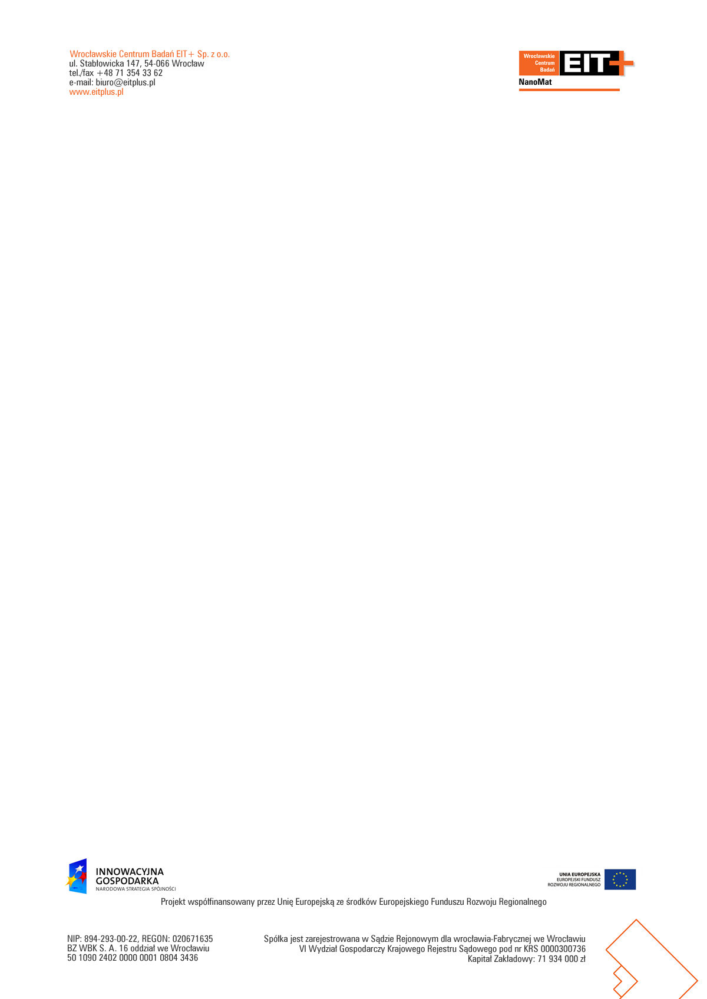 Wrocławskie Centrum Badań EIT+ Sp. z o.o.
ul. Stabłowicka 147, 54-066 Wrocław
tel./fax +48 71 354 33 62
e-mail: biuro@eitplus.pl
www.eitplus.pl
Wrocławskie
Centrum
Badań
EIT+
NanoMat
INNOWACYJNA
GOSPODARKA
NARODOWA STRATEGIA SPÓJNOŚCI
UNIA EUROPEJSKA
EUROPEJSKI FUNDUSZ
ROZWOJU REGIONALNEGO
Projekt współfinansowany przez Unię Europejską ze środków Europejskiego Funduszu Rozwoju Regionalnego
NIP: 894-293-00-22, REGON: 020671635
BZ WBK S. A. 16 oddział we Wrocławiu
50 1090 2402 0000 0001 0804 3436
Spółka jest zarejestrowana w Sądzie Rejonowym dla wrocławia-Fabrycznej we Wrocławiu
VI Wydział Gospodarczy Krajowego Rejestru Sądowego pod nr KRS 0000300736
Kapitał Zakładowy: 71 934 000 zł